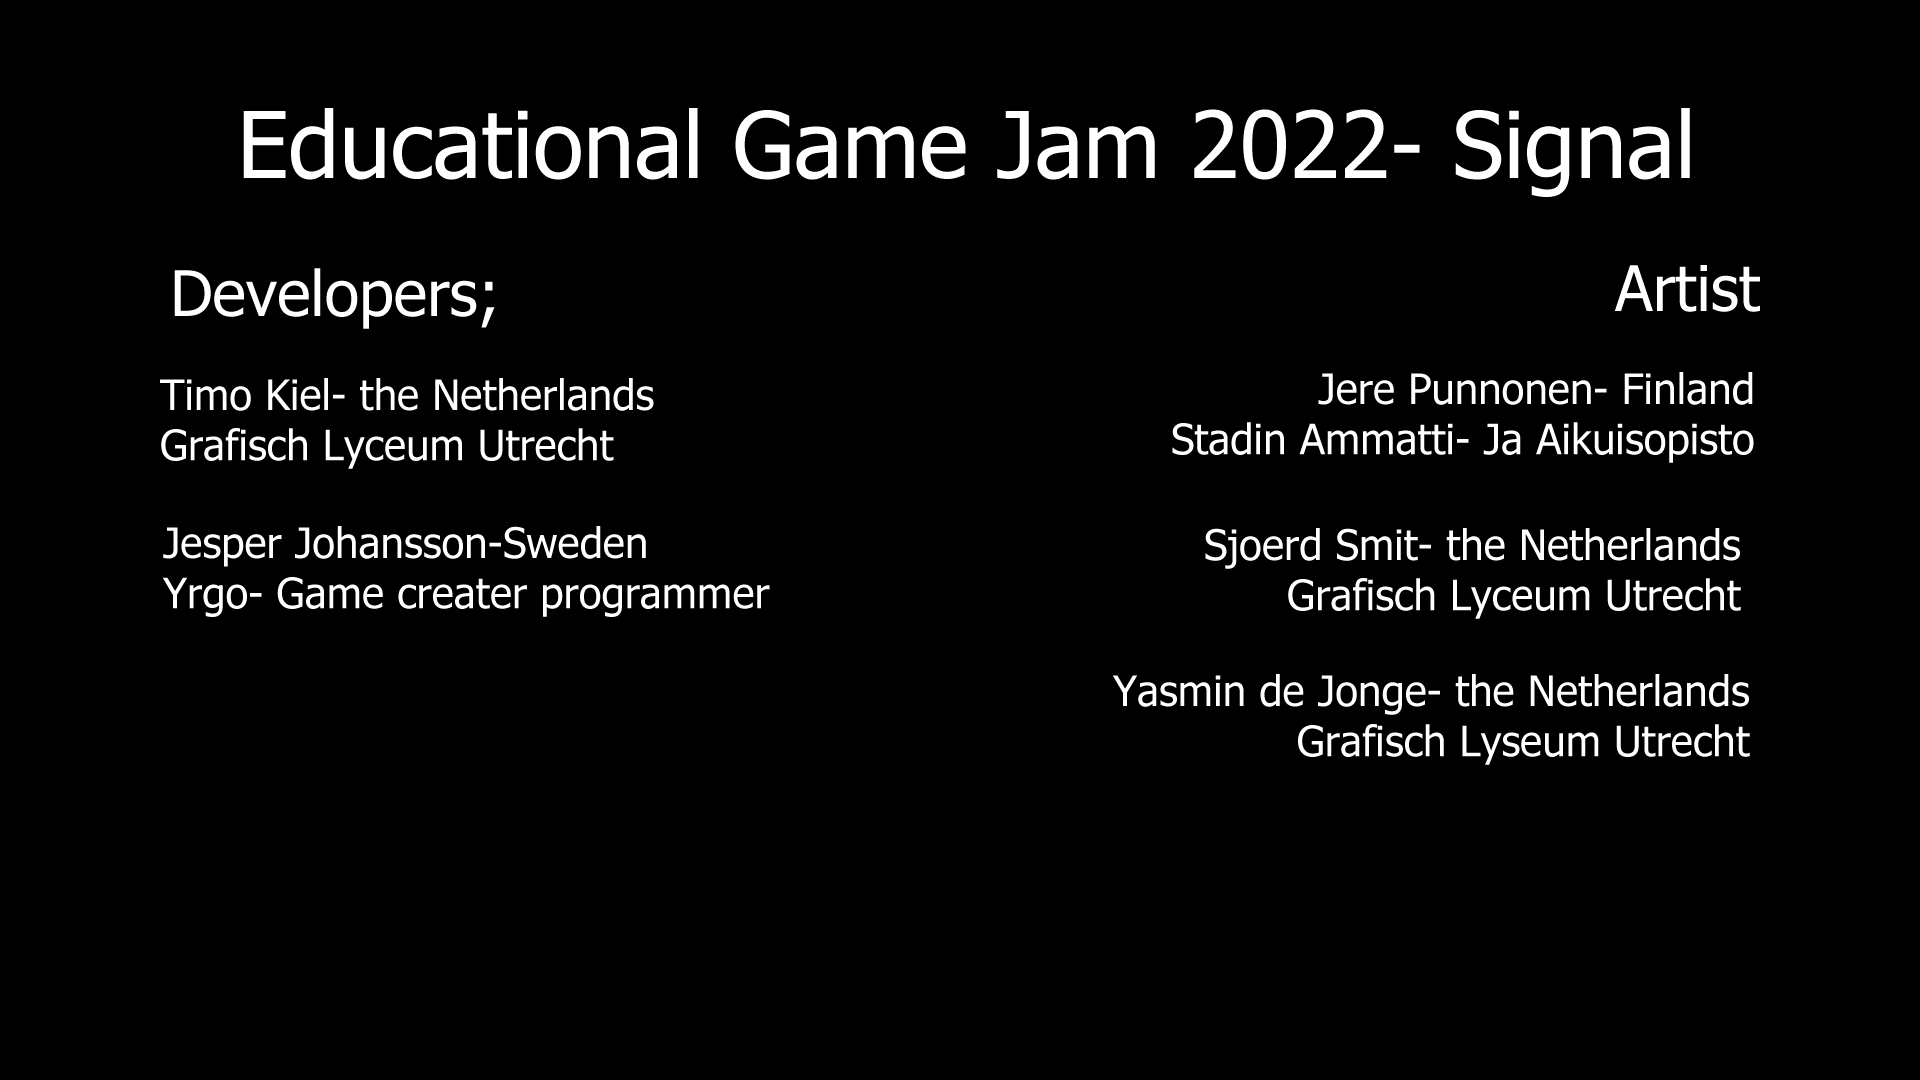 Educational Game Jam 2022- Signal
Developers;
Timo Kiel- the Netherlands
Grafisch Lyceum Utrecht
Jesper Johansson-Sweden
Yrgo- Game creater programmer
Artist
Jere Punnonen- Finland
Stadin Ammatti- Ja Aikuisopisto
Sjoerd Smit- the Netherlands
Grafisch Lyceum Utrecht
Yasmin de Jonge- the Netherlands
Grafisch Lyseum Utrecht